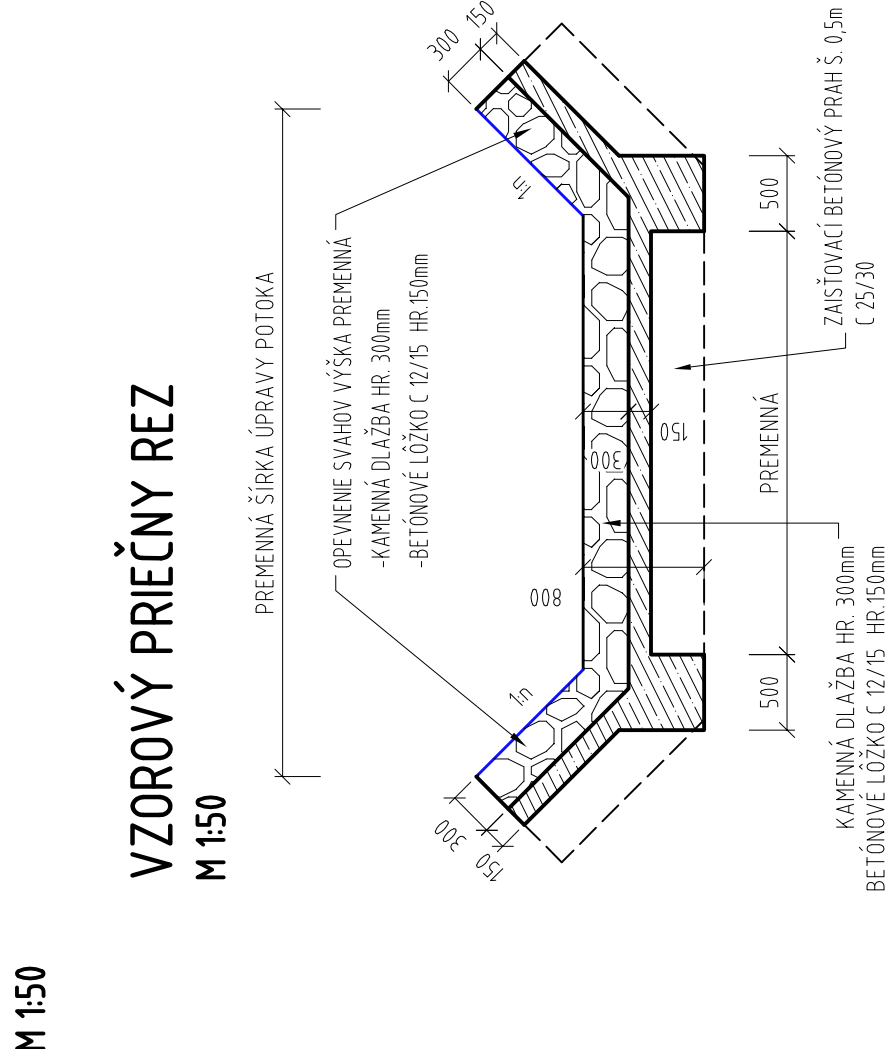 M 1:50
VZOROVÝ PRIEČNY REZ
M 1:50
PREMENNÁ ŠÍRKA ÚPRAVY POTOKA
OPEVNENIE SVAHOV VÝŠKA PREMENNÁ
-KAMENNÁ DLAŽBA HR. 300mm
-BETÓNOVÉ LÔŽKO C 12/15 HR.150mm
300
150
300
150
1:n
1:n
800
300
150
500
PREMENNÁ
500
ZAISŤOVACÍ BETÓNOVÝ PRAH Š. 0,5m
C 25/30
KAMENNÁ DLAŽBA HR. 300mm
BETÓNOVÉ LÔŽKO C 12/15 HR.150mm